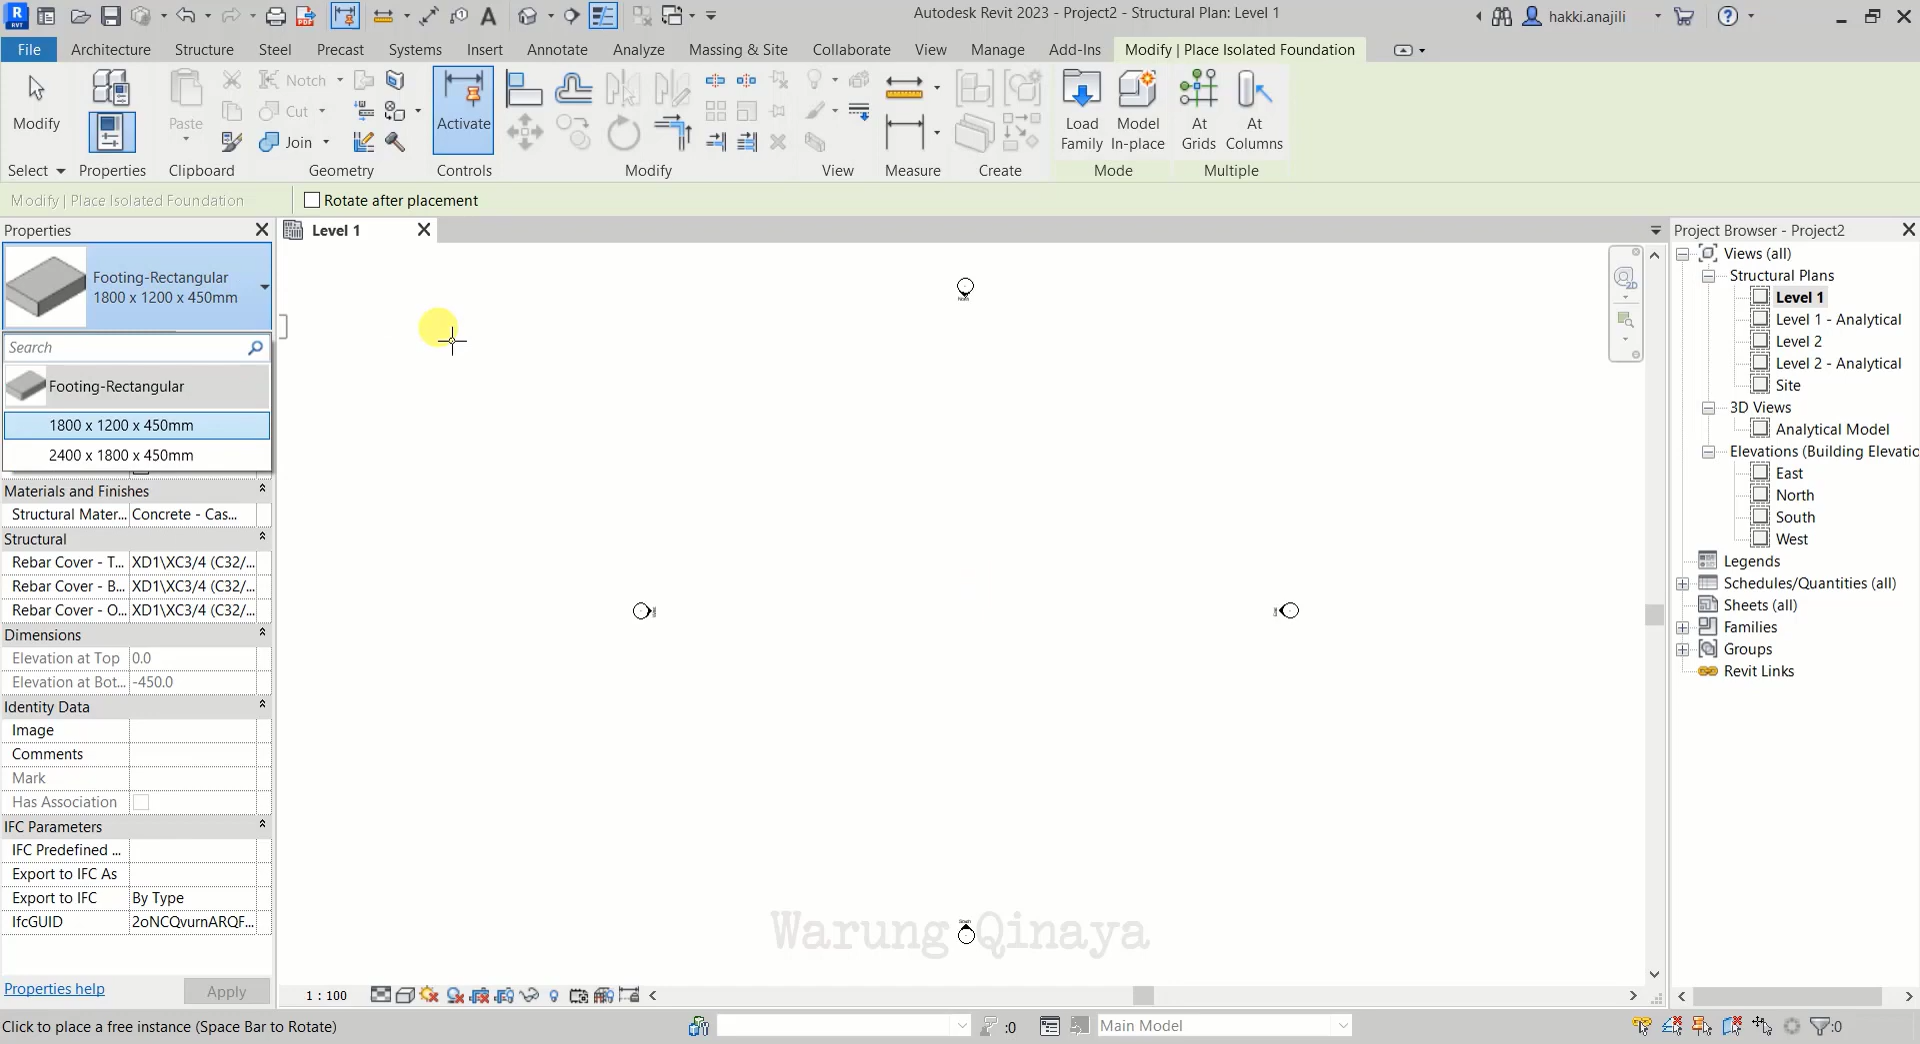 R
RVT
Autodesk Revit 2023 - Project2 - Structural Plan: Level 1
hakki.anajili
File
Architecture
Structure
Steel
Precast
Systems
Insert
Annotate
Analyze
Massing & Site
Collaborate
View
Manage
Add-Ins
Modify | Place Isolated Foundation
Modify
Paste
Notch
Cut
Join
Activate
Load
Family
Model
In-place
At
Grids
At
Columns
Select
Properties
Clipboard
Geometry
Controls
Modify
View
Measure
Create
Mode
Multiple
Modify | Place Isolated Foundation
Rotate after placement
Properties
Footing-Rectangular
1800 x 1200 x 450mm
Search
Footing-Rectangular
1800 x 1200 x 450mm
2400 x 1800 x 450mm
Materials and Finishes
Structural Mater... Concrete - Cas...
Structural
Rebar Cover - T... XD1\XC3/4 (C32/...
Rebar Cover - B... XD1\XC3/4 (C32/...
Rebar Cover - O... XD1\XC3/4 (C32/...
Dimensions
Elevation at Top 0.0
Elevation at Bot... -450.0
Identity Data
Image
Comments
Mark
Has Association
IFC Parameters
IFC Predefined ...
Export to IFC As
Export to IFC By Type
IfcGUID 2oNCQvurnARQF...
Properties help
Apply
Level 1
2D
South
Warung Qinaya
1 : 100
Project Browser - Project2
Views (all)
Structural Plans
Level 1
Level 1 - Analytical
Level 2
Level 2 - Analytical
Site
3D Views
Analytical Model
Elevations (Building Elevatio
East
North
South
West
Legends
Schedules/Quantities (all)
Sheets (all)
Families
Groups
Revit Links
Click to place a free instance (Space Bar to Rotate)
:0
Main Model
:0